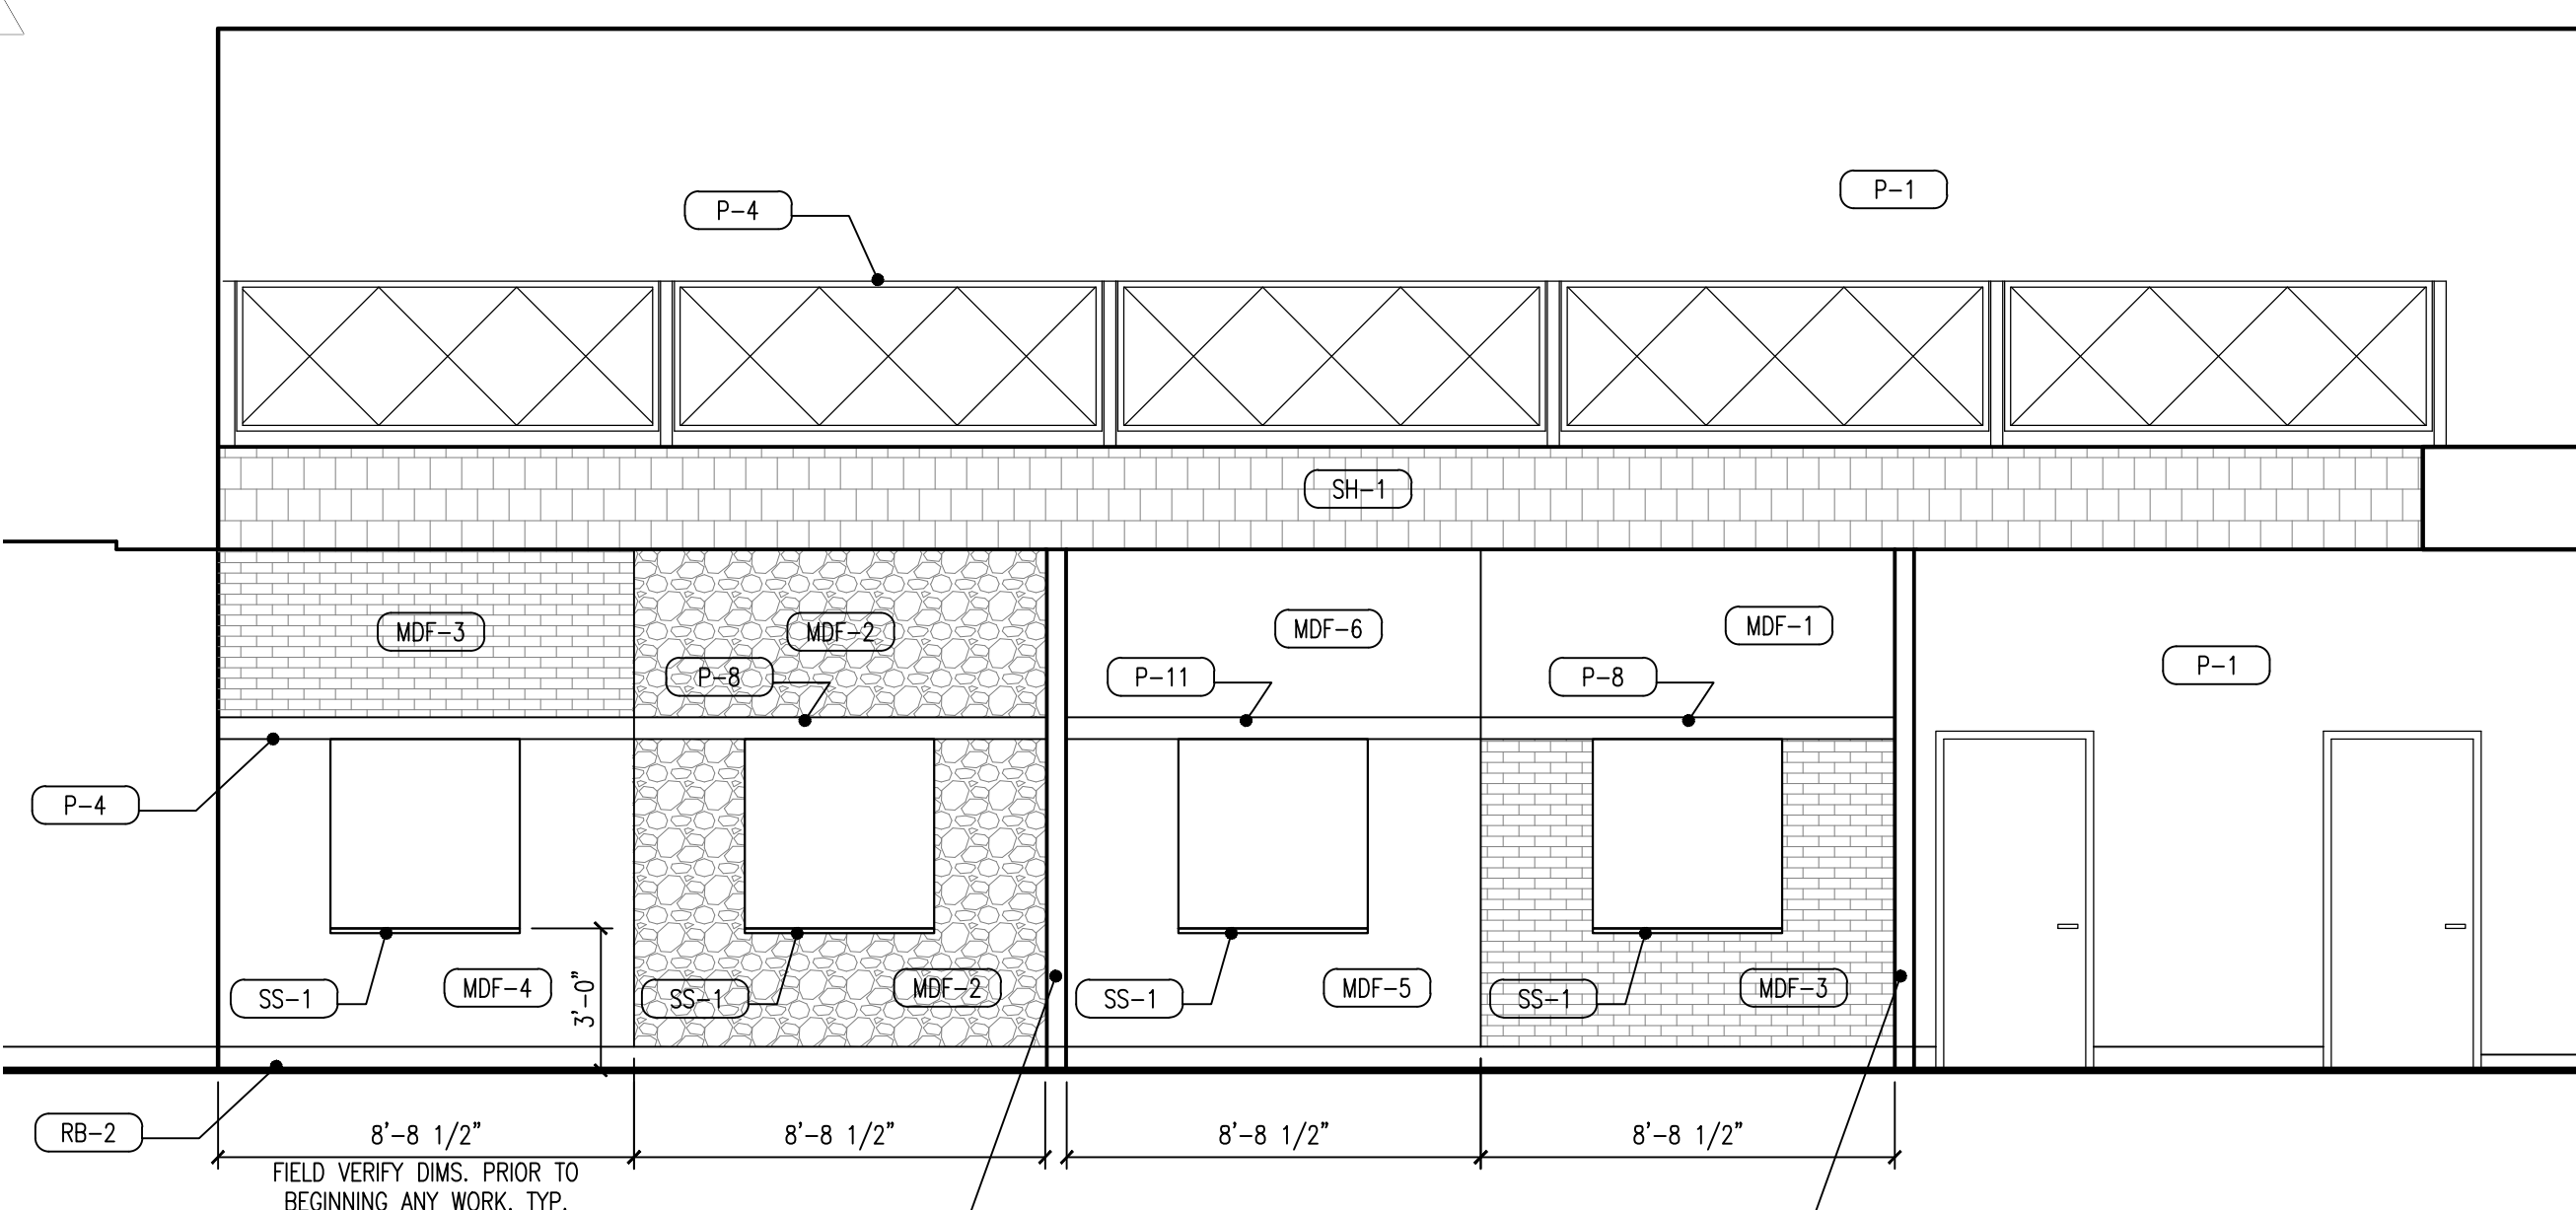 P-1
P-4
SH-1
MDF-3
MDF-2
MDF-6
MDF-1
P-8
P-11
P-8
P-1
P-4
SS-1
MDF-4
3'-0"
SS-1
MDF-2
SS-1
MDF-5
SS-1
MDF-3
RB-2
8'-8 1/2"
8'-8 1/2"
8'-8 1/2"
8'-8 1/2"
FIELD VERIFY DIMS. PRIOR TO
BEGINNING ANY WORK. TYP.